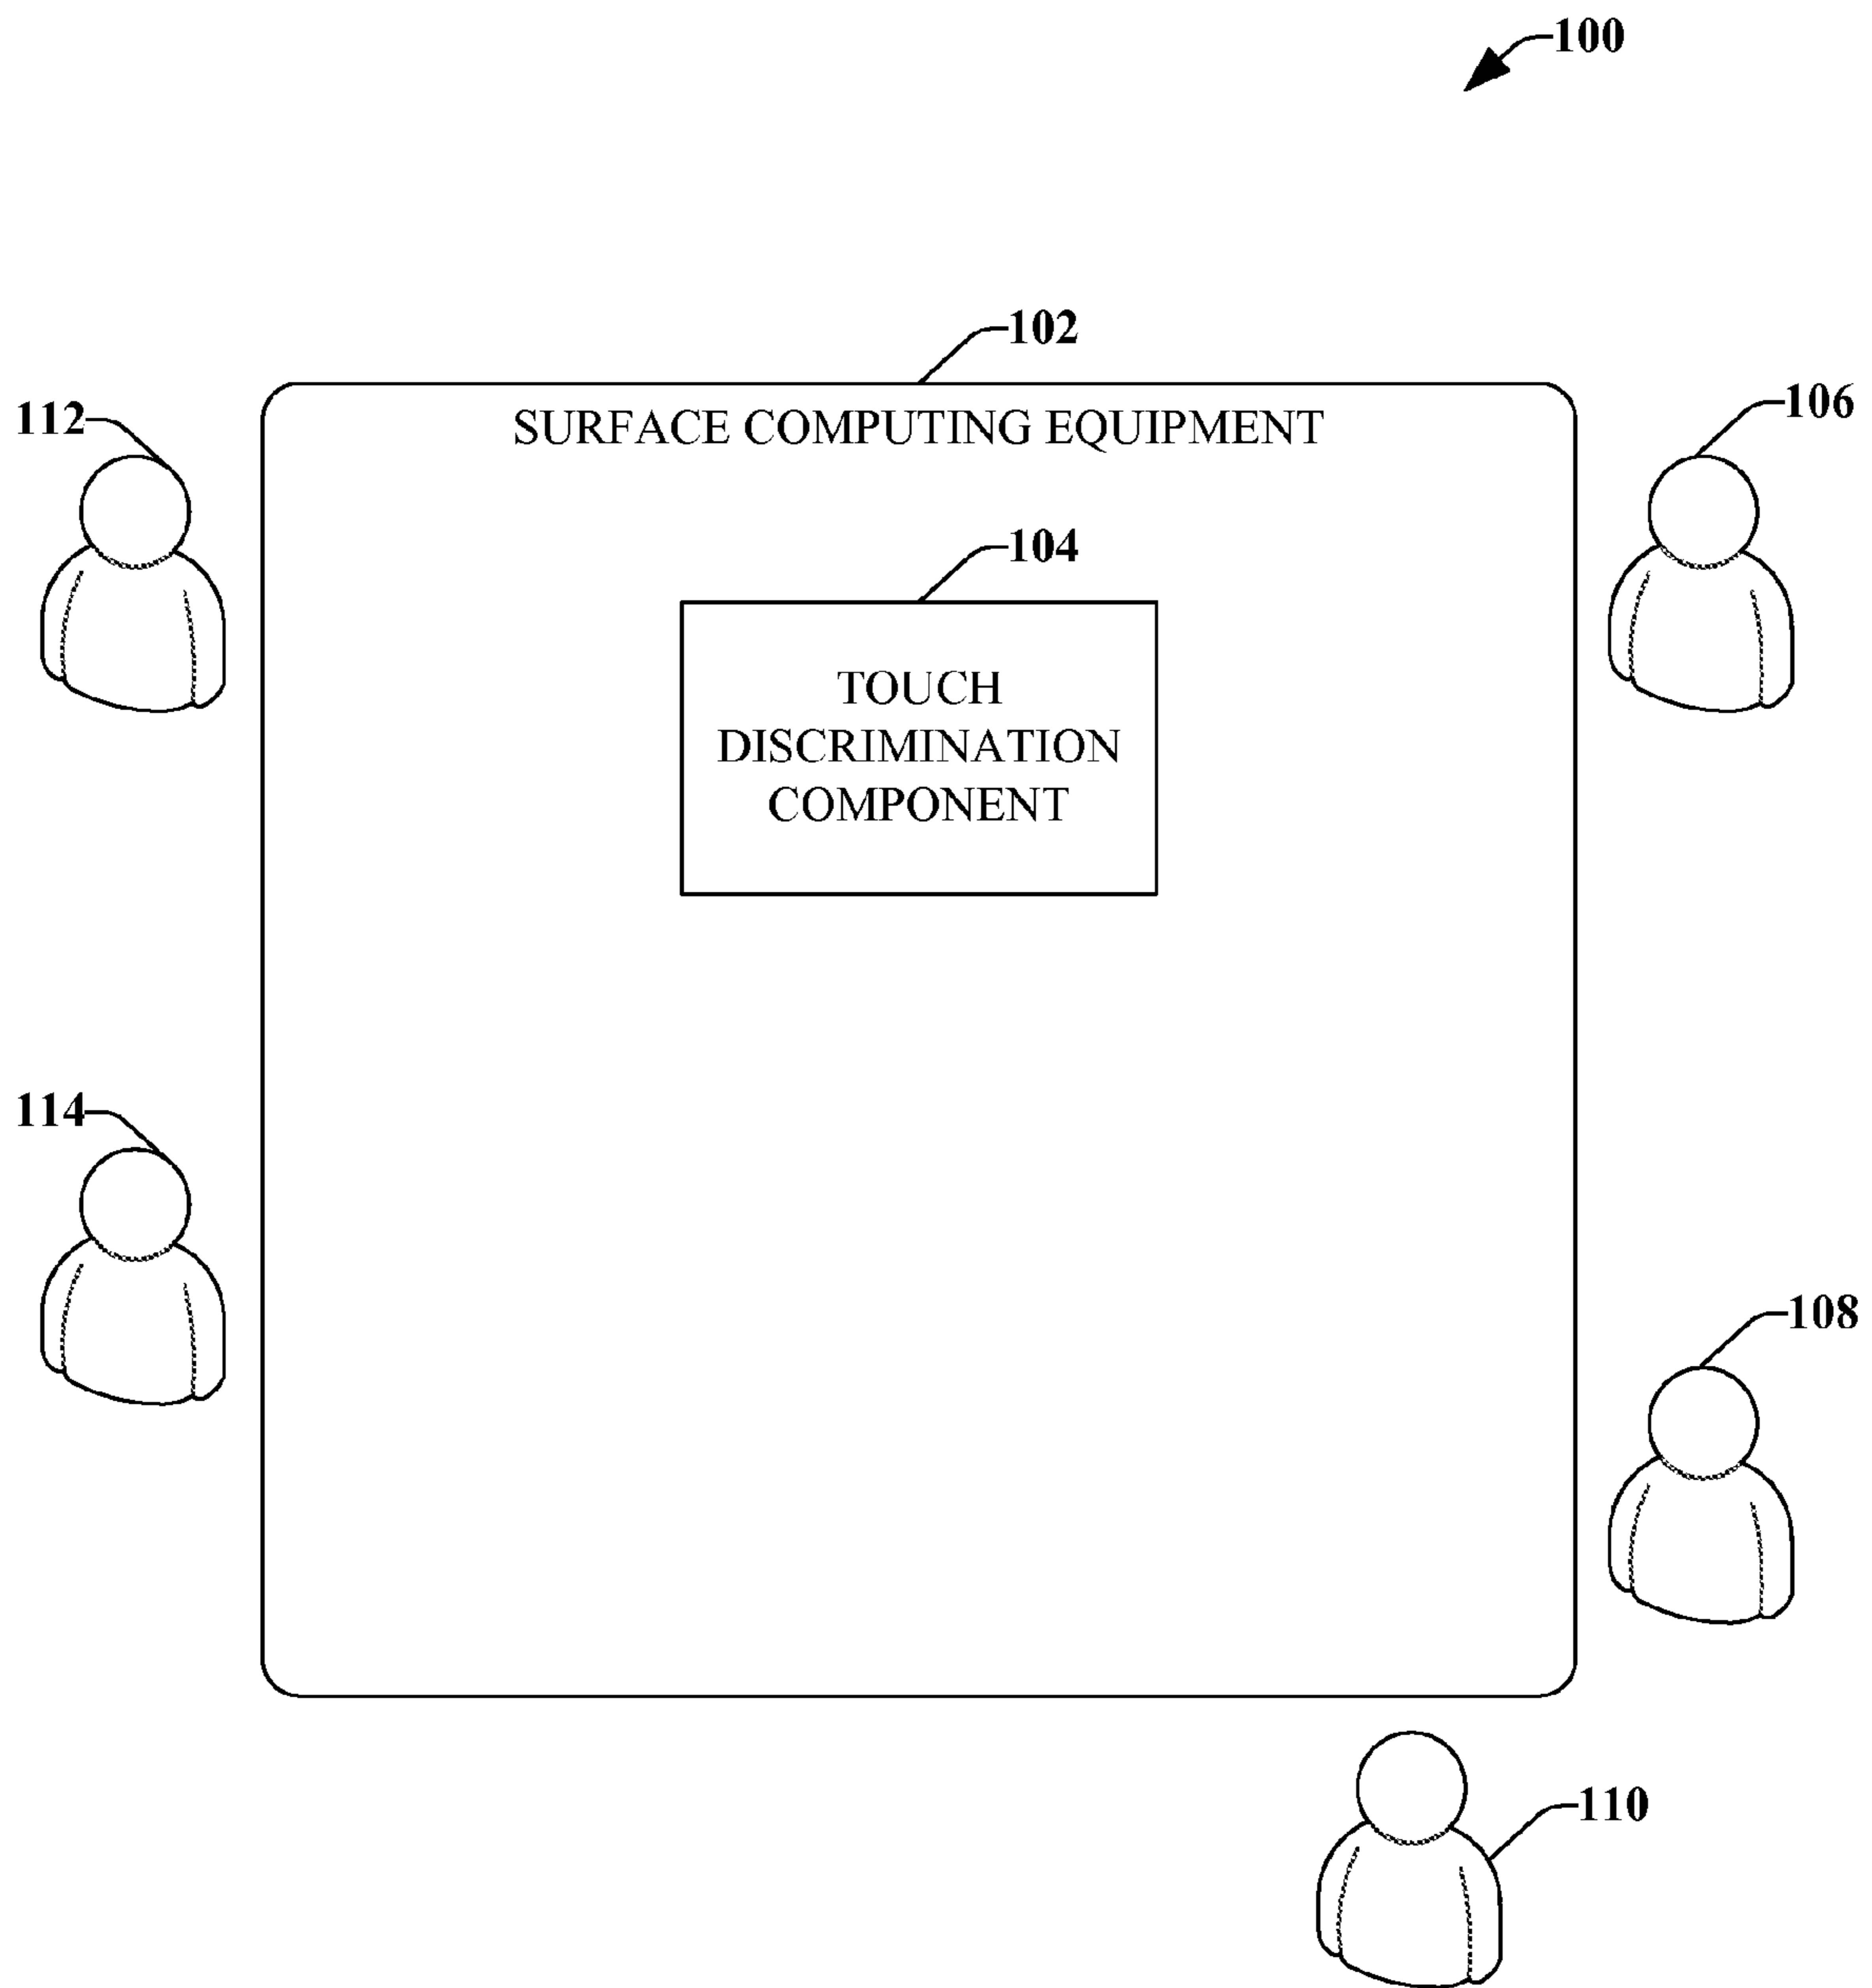 100
102
112
SURFACE COMPUTING EQUIPMENT
106
104
TOUCH
DISCRIMINATION
COMPONENT
114
108
110